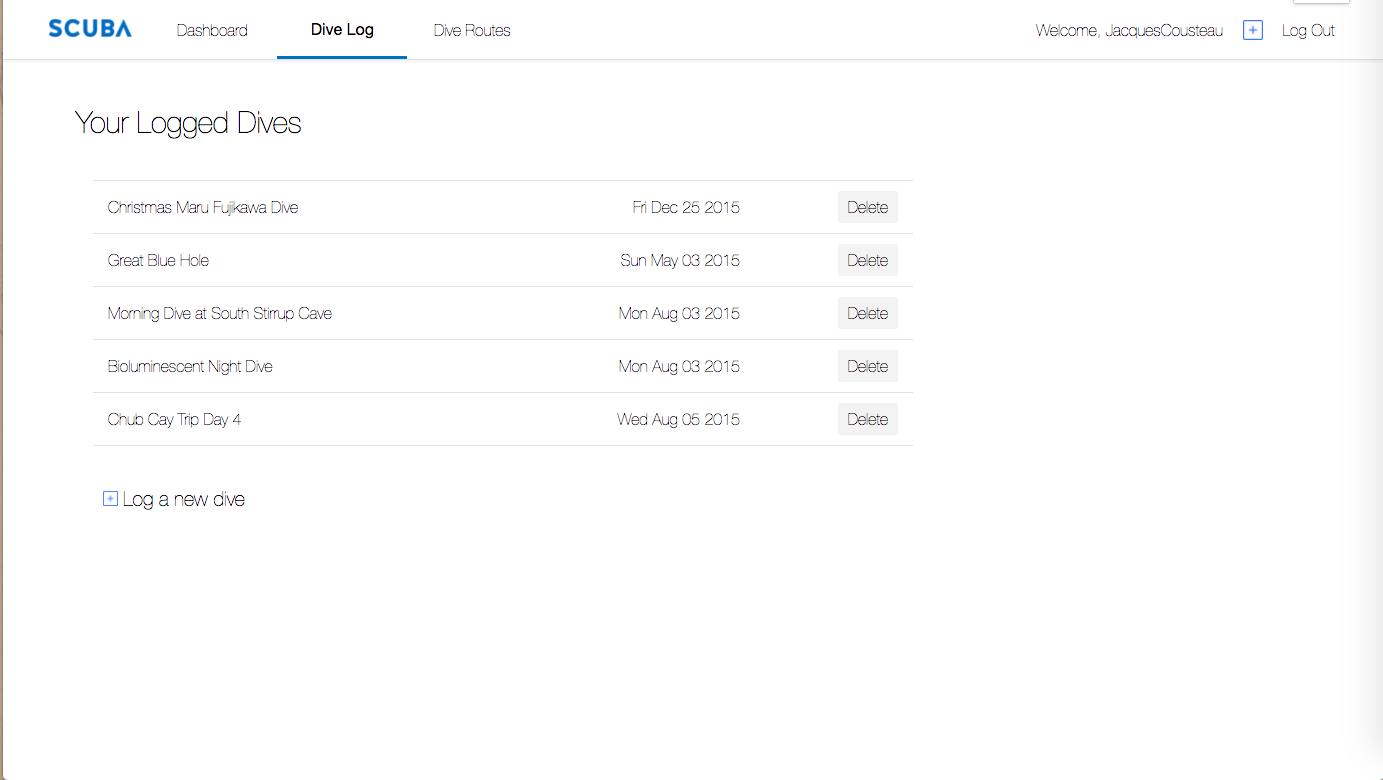 SCUBA Dashboard Dive Log Dive Routes Welcome, JacquesCousteau Log Out
Your Logged Dives
Christmas Maru Fujikawa Dive Fri Dec 25 2015 Delete
Great Blue Hole Sun May 03 2015 Delete
Morning Dive at South Stirrup Cave Mon Aug 03 2015 Delete
Bioluminescent Night Dive Mon Aug 03 2015 Delete
Chub Cay Trip Day 4 Wed Aug 05 2015 Delete
Log a new dive